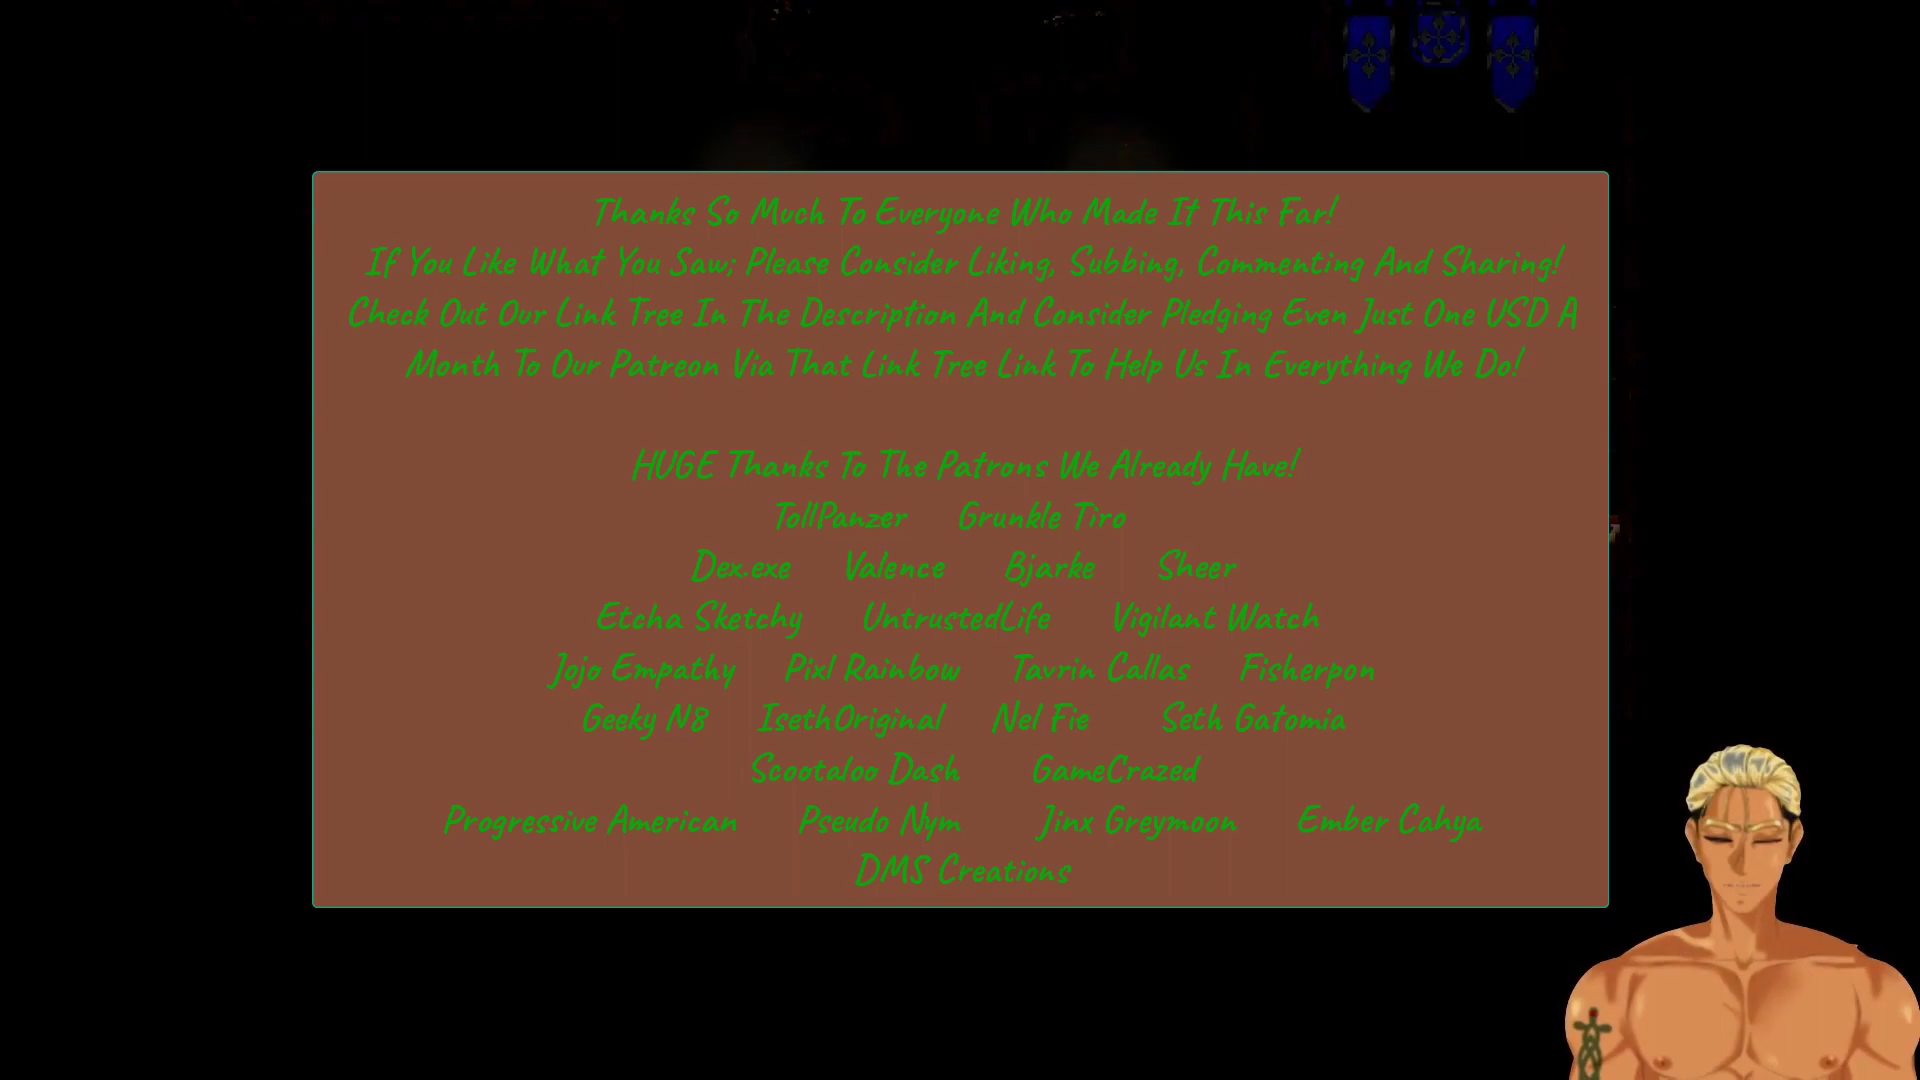 Thanks So Much To Everyone Who Made It This Far!
If You Like What You Saw; Please Consider Liking, Subbing, Commenting And Sharing!
Check Out Our Link Tree In The Description And Consider Pledging Even Just One USD A
Month To Our Patreon Via That Link Tree Link To Help Us In Everything We Do!
HUGE Thanks To The Patrons We Already Have!
TollPanzer Grunkle Tiro
Dex.exe Valence Bjarke Sheer
Etcha Sketchy UntrustedLife Vigilant Watch
Jojo Empathy Pixl Rainbow Tavrin Callas Fisherpon
Geeky N8 IsethOriginal Nel Fie Seth Gatomia
Scootaloo Dash GameCrazed
Progressive American Pseudo Nym Jinx Greymoon Ember Cahya
DMS Creations